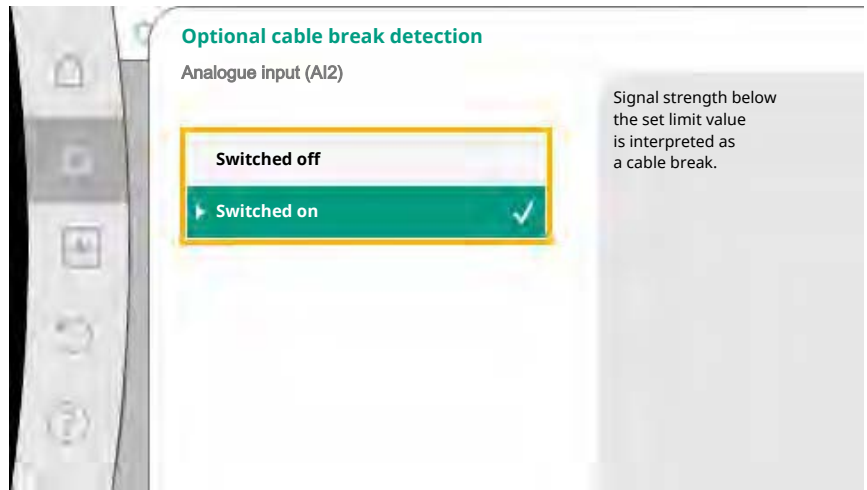 Optional cable break detection
Analogue input (AI2)
Switched off
Switched on
Signal strength below
the set limit value
is interpreted as
a cable break.